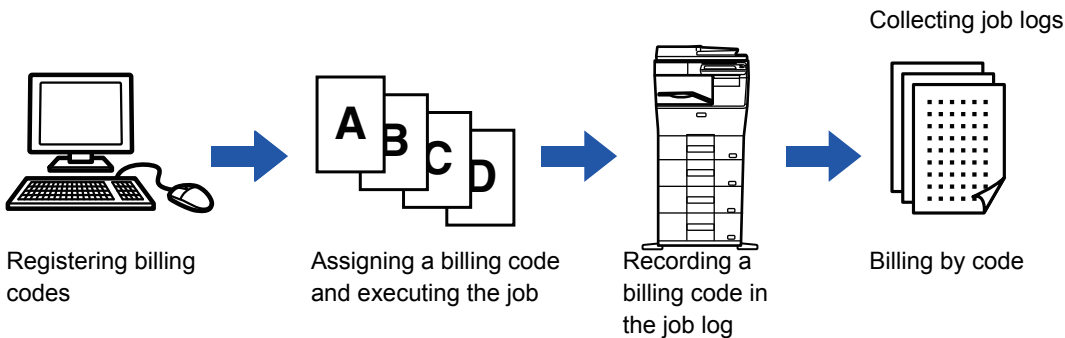 Collecting job logs
A
B
C
D
Registering billing
codes
Assigning a billing code
and executing the job
Recording a
billing code in
the job log
Billing by code